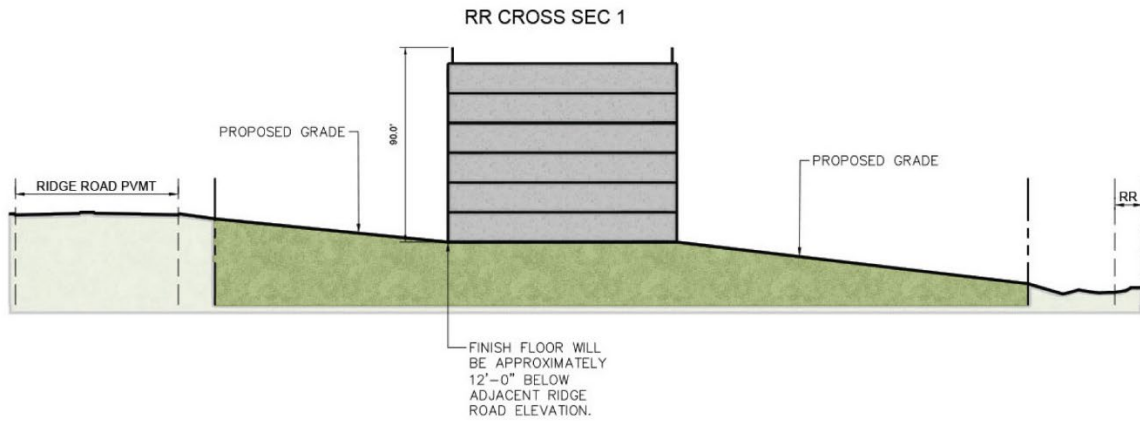 RR CROSS SEC 1
90.0'
PROPOSED GRADE
PROPOSED GRADE
RIDGE ROAD PVMT
RR
FINISH FLOOR WILL
BE APPROXIMATELY
12'-0" BELOW
ADJACENT RIDGE
ROAD ELEVATION.